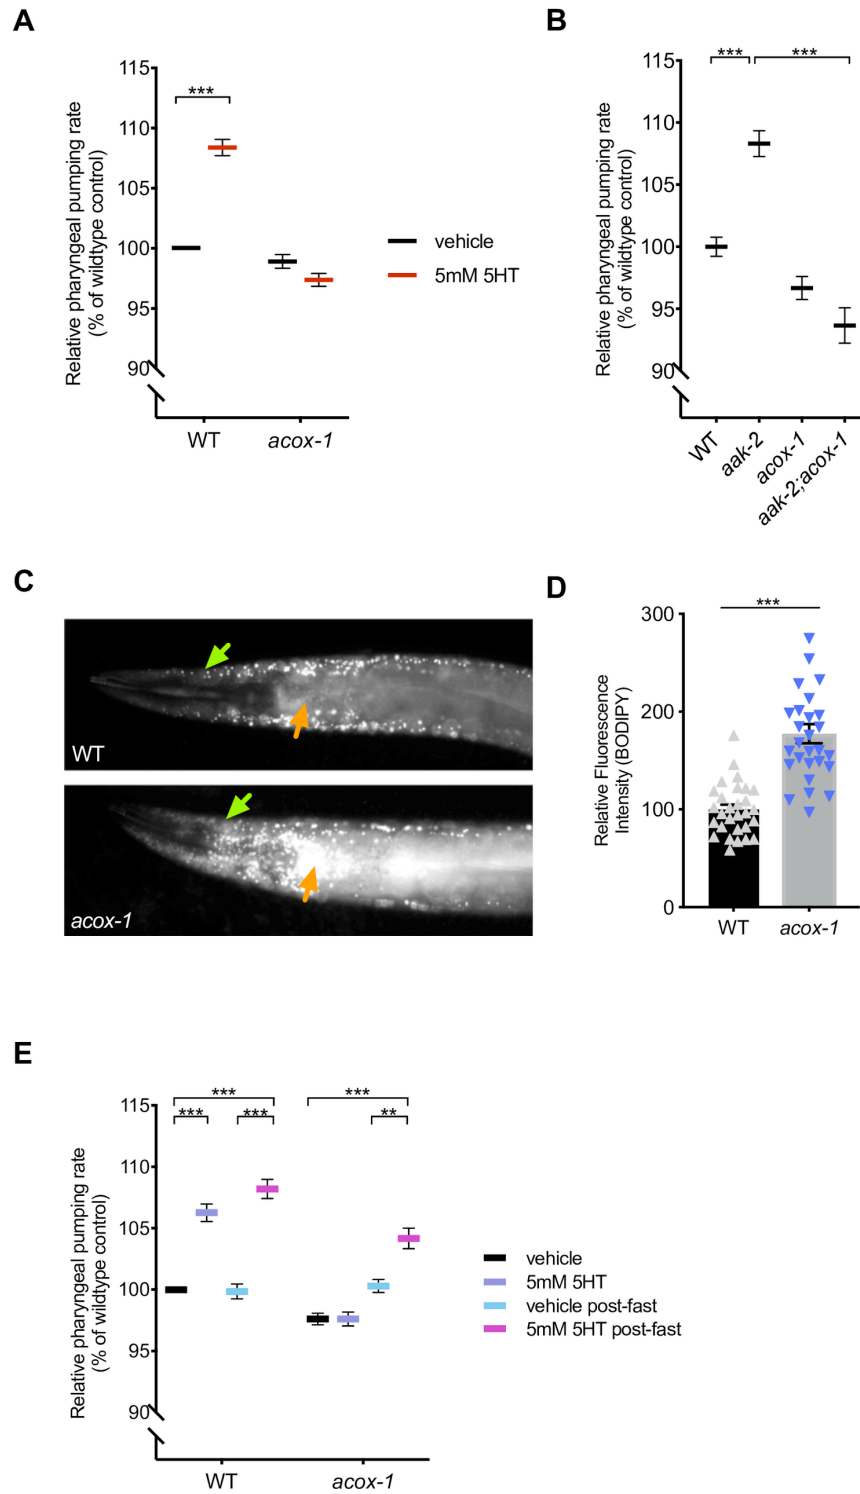 A
Relative pharyngeal pumping rate
(% of wildtype control)
115
110
105
100
95
90
***
WT
acox-1
vehicle
5mM 5HT
B
Relative pharyngeal pumping rate
(% of wildtype control)
115
110
105
100
95
90
***
***
WT
aak-2
acox-1
aak-2;acox-1
C
WT
acox-1
D
Relative Fluorescence
Intensity (BODIPY)
300
200
100
0
***
WT
acox-1
E
Relative pharyngeal pumping rate
(% of wildtype control)
115
110
105
100
95
90
***
***
***
***
**
WT
acox-1
vehicle
5mM 5HT
vehicle post-fast
5mM 5HT post-fast